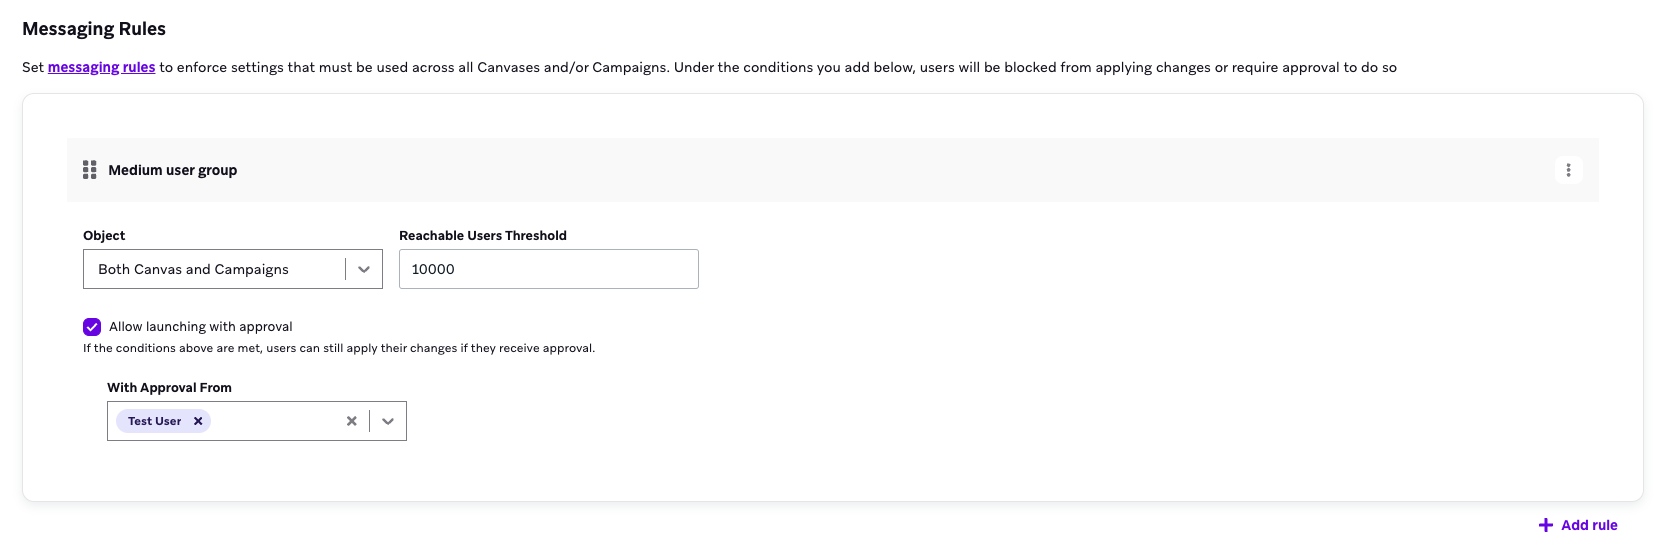 Messaging Rules
Set messaging rules to enforce settings that must be used across all Canvases and/or Campaigns. Under the conditions you add below, users will be blocked from applying changes or require approval to do so
Medium user group
Object
Reachable Users Threshold
Both Canvas and Campaigns
10000
Allow launching with approval
If the conditions above are met, users can still apply their changes if they receive approval.
With Approval From
Test User
Add rule